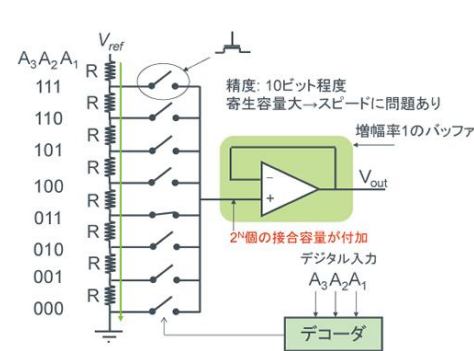 V_ref
A₃A₂A₁
R
111
R
110
R
101
R
100
R
011
R
010
R
001
R
000
精度: 10ビット程度
寄生容量大→スピードに問題あり
増幅率1のバッファ
−
+
V_out
2ᴺ個の接合容量が付加
デジタル入力
A₃A₂A₁
デコーダ